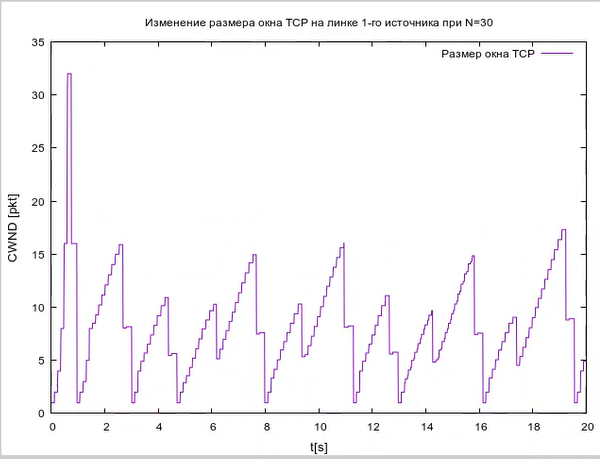 Изменение размера окна TCP на линке 1-го источника при N=30
Размер окна TCP
CWND [pkt]
35
30
25
20
15
10
5
0
0 2 4 6 8 10 12 14 16 18 20
t[s]